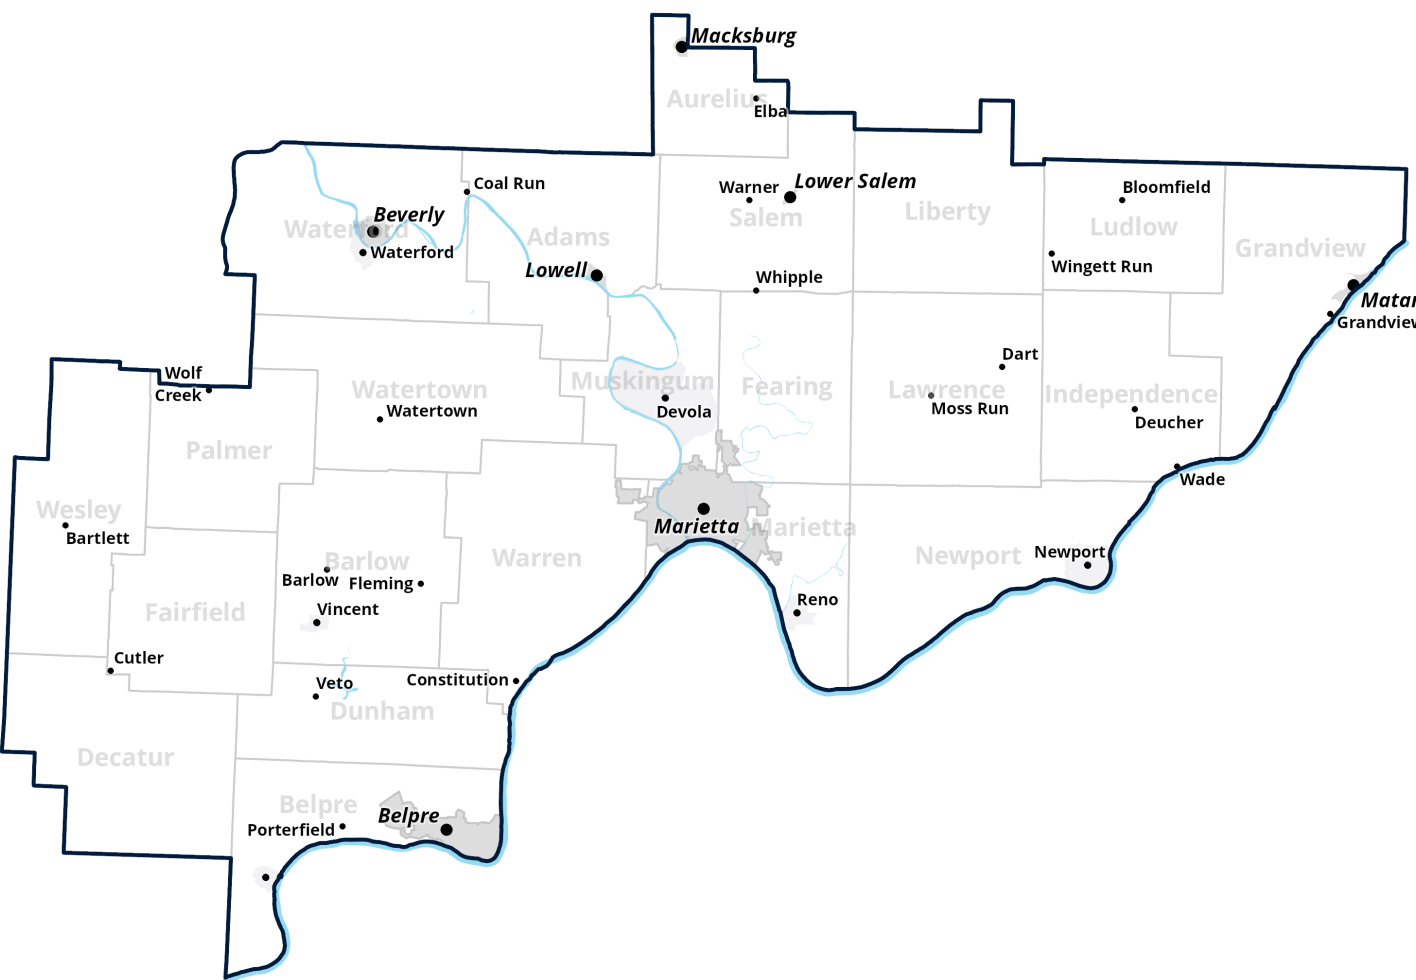 Macksburg
Aurelius
Elba
Coal Run
Warner
Lower Salem
Salem
Liberty
Bloomfield
Ludlow
Beverly
Waterford
Waterford
Adams
Lowell
Whipple
Wingett Run
Grandview
Matar
Grandview
Wolf
Creek
Watertown
Watertown
Muskingum
Devola
Fearing
Dart
Lawrence
Moss Run
Independence
Deucher
Palmer
Wade
Wesley
Bartlett
Marietta
Marietta
Barlow
Barlow
Fleming
Vincent
Warren
Newport
Newport
Reno
Fairfield
Cutler
Constitution
Veto
Dunham
Decatur
Belpre
Belpre
Porterfield